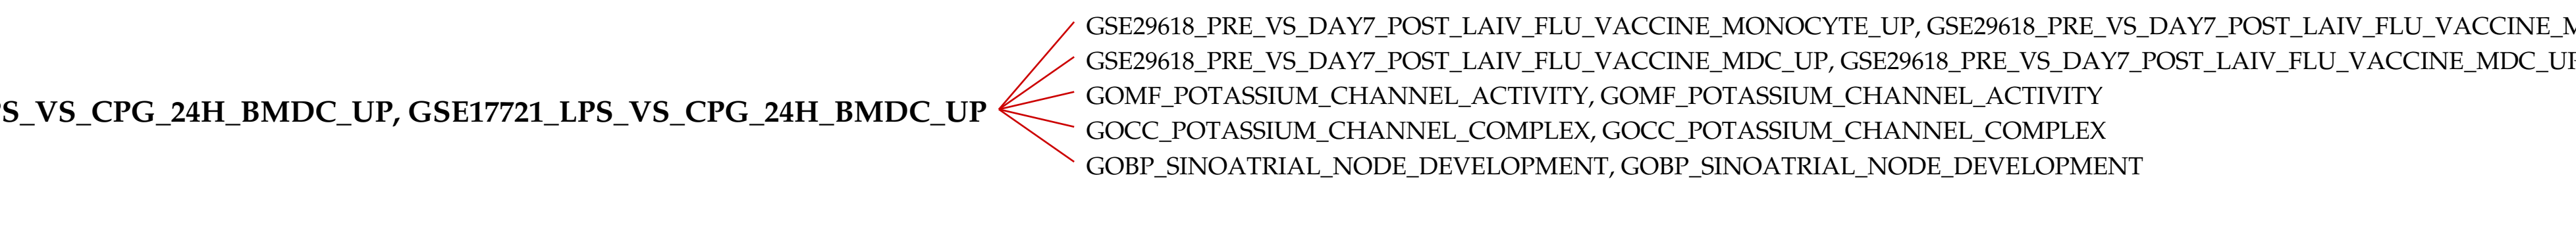 GSE29618_PRE_VS_DAY7_POST_LAIV_FLU_VACCINE_MONOCYTE_UP, GSE29618_PRE_VS_DAY7_POST_LAIV_FLU_VACCINE_M
GSE29618_PRE_VS_DAY7_POST_LAIV_FLU_VACCINE_MDC_UP, GSE29618_PRE_VS_DAY7_POST_LAIV_FLU_VACCINE_MDC_UP
GOMF_POTASSIUM_CHANNEL_ACTIVITY, GOMF_POTASSIUM_CHANNEL_ACTIVITY
S_VS_CPG_24H_BMDC_UP, GSE17721_LPS_VS_CPG_24H_BMDC_UP
GOCC_POTASSIUM_CHANNEL_COMPLEX, GOCC_POTASSIUM_CHANNEL_COMPLEX
GOBP_SINOATRIAL_NODE_DEVELOPMENT, GOBP_SINOATRIAL_NODE_DEVELOPMENT